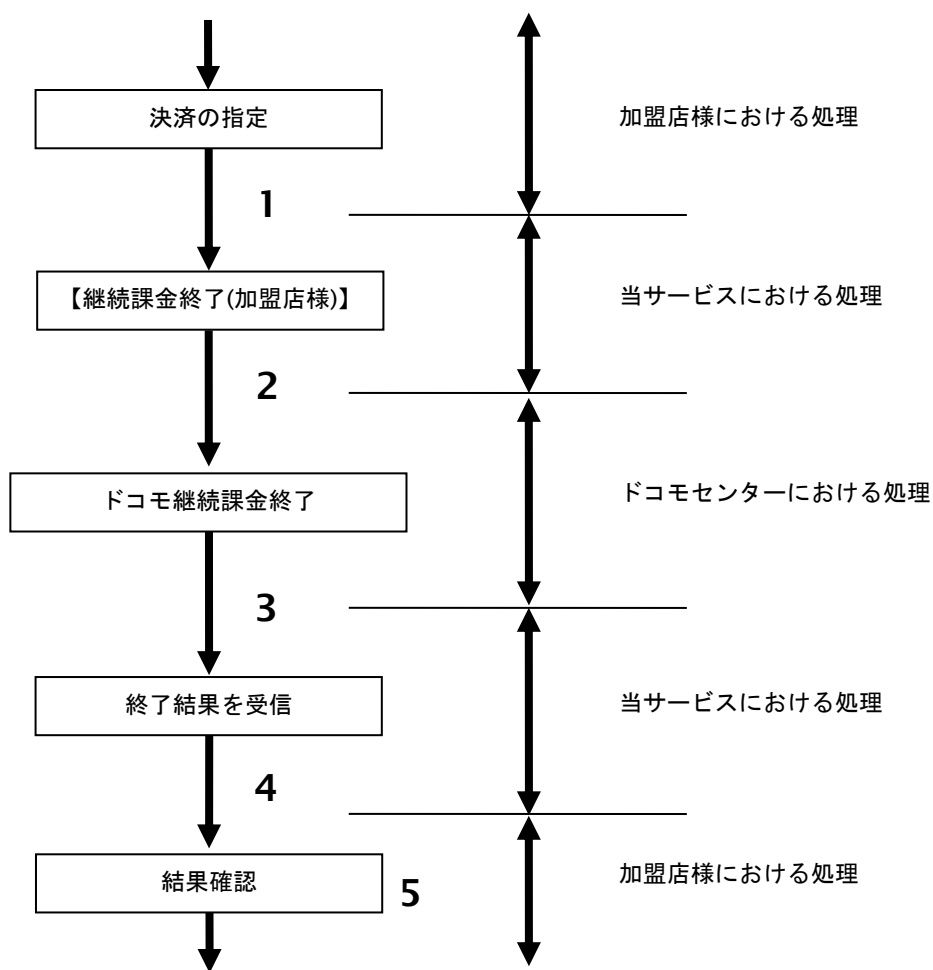 決済の指定
加盟店様における処理
1
【継続課金終了(加盟店様)】
当サービスにおける処理
2
ドコモ継続課金終了
ドコモセンターにおける処理
3
終了結果を受信
当サービスにおける処理
4
結果確認
5
加盟店様における処理